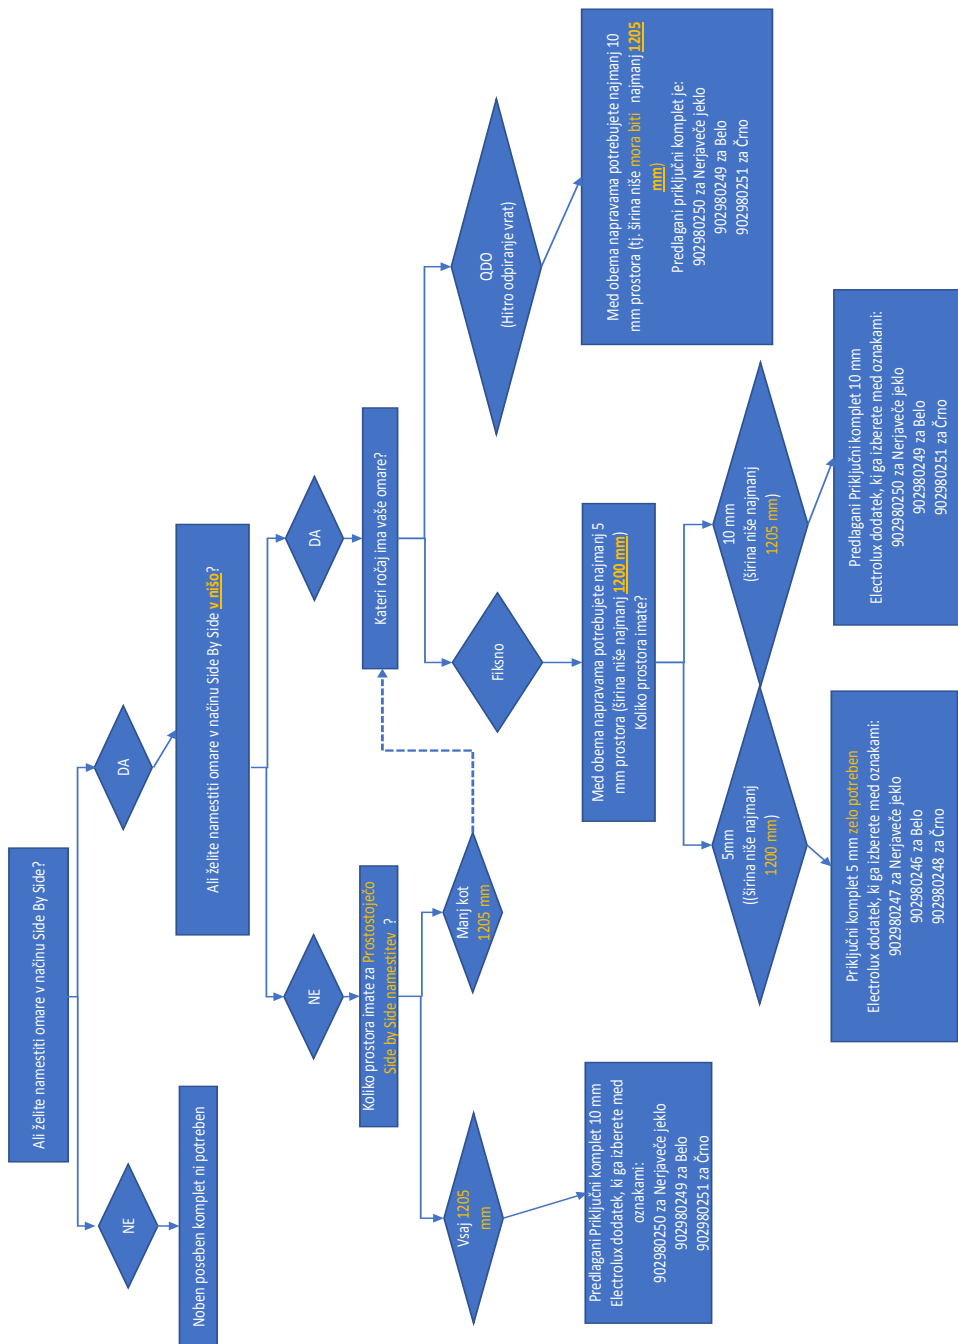 Ali želite namestiti omare v načinu Side By Side?
NE
Noben poseben komplet ni potreben
DA
Ali želite namestiti omare v načinu Side By Side v nišo?
NE
Koliko prostora imate za Prostostoječo
Side by Side namestitev ?
Vsaj 1205
mm
Predlagani Priključni komplet 10 mm
Electrolux dodatek, ki ga izberete med
oznakami:
902980250 za Nerjaveče jeklo
902980249 za Belo
902980251 za Črno
Manj kot
1205 mm
DA
Kateri ročaj ima vaše omare?
Fiksno
Med obema napravama potrebujete najmanj 5
mm prostora (širina niše najmanj 1200 mm)
Koliko prostora imate?
5mm
((širina niše najmanj
1200 mm)
Priključni komplet 5 mm zelo potreben
Electrolux dodatek, ki ga izberete med oznakami:
902980247 za Nerjaveče jeklo
902980246 za Belo
902980248 za Črno
10 mm
(širina niše najmanj
1205 mm)
Predlagani Priključni komplet 10 mm
Electrolux dodatek, ki ga izberete med oznakami:
902980250 za Nerjaveče jeklo
902980249 za Belo
902980251 za Črno
QDO
(Hitro odpiranje vrat)
Med obema napravama potrebujete najmanj 10
mm prostora (tj. širina niše mora biti najmanj 1205
mm)
Predlagani priključni komplet je:
902980250 za Nerjaveče jeklo
902980249 za Belo
902980251 za Črno